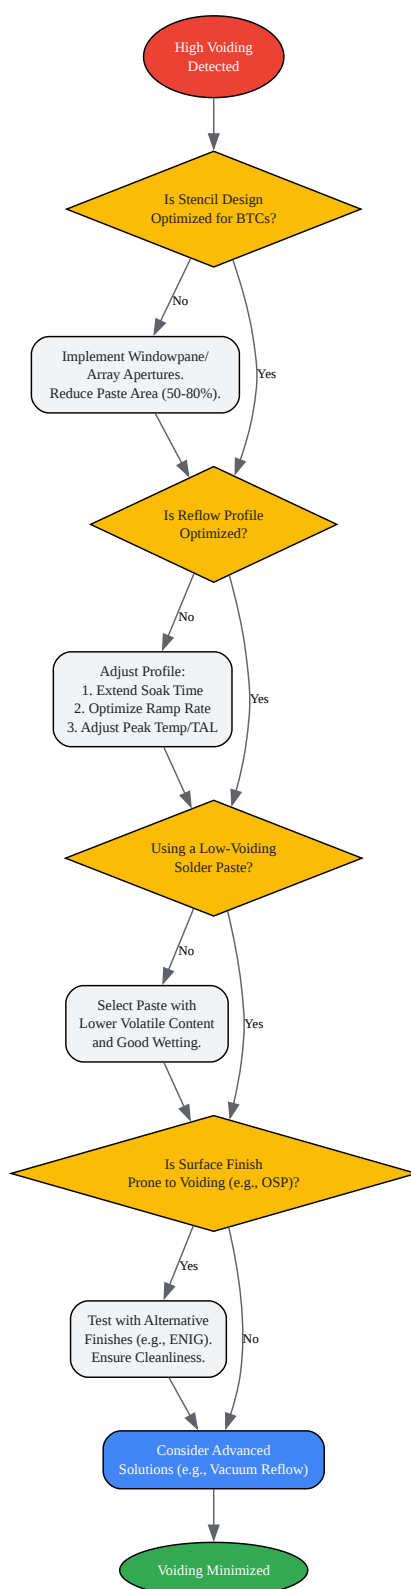 High Voiding
Detected
Is Stencil Design
Optimized for BTCs?
No
Implement Windowpane/
Array Apertures.
Reduce Paste Area (50-80%).
Yes
Is Reflow Profile
Optimized?
No
Adjust Profile:
1. Extend Soak Time
2. Optimize Ramp Rate
3. Adjust Peak Temp/TAL
Yes
Using a Low-Voiding
Solder Paste?
No
Select Paste with
Lower Volatile Content
and Good Wetting.
Yes
Is Surface Finish
Prone to Voiding (e.g., OSP)?
Yes
Test with Alternative
Finishes (e.g., ENIG).
Ensure Cleanliness.
No
Consider Advanced
Solutions (e.g., Vacuum Reflow)
Voiding Minimized